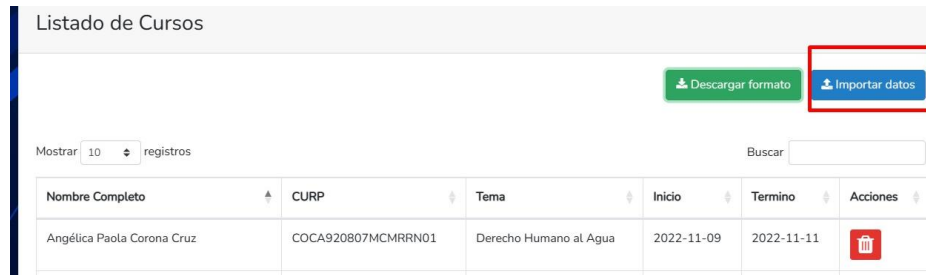 Listado de Cursos
Descargar formato Importar datos
Mostrar 10 registros Buscar
Nombre Completo CURP Tema Inicio Termino Acciones
Angélica Paola Corona Cruz COCA920807MCMRRN01 Derecho Humano al Agua 2022-11-09 2022-11-11